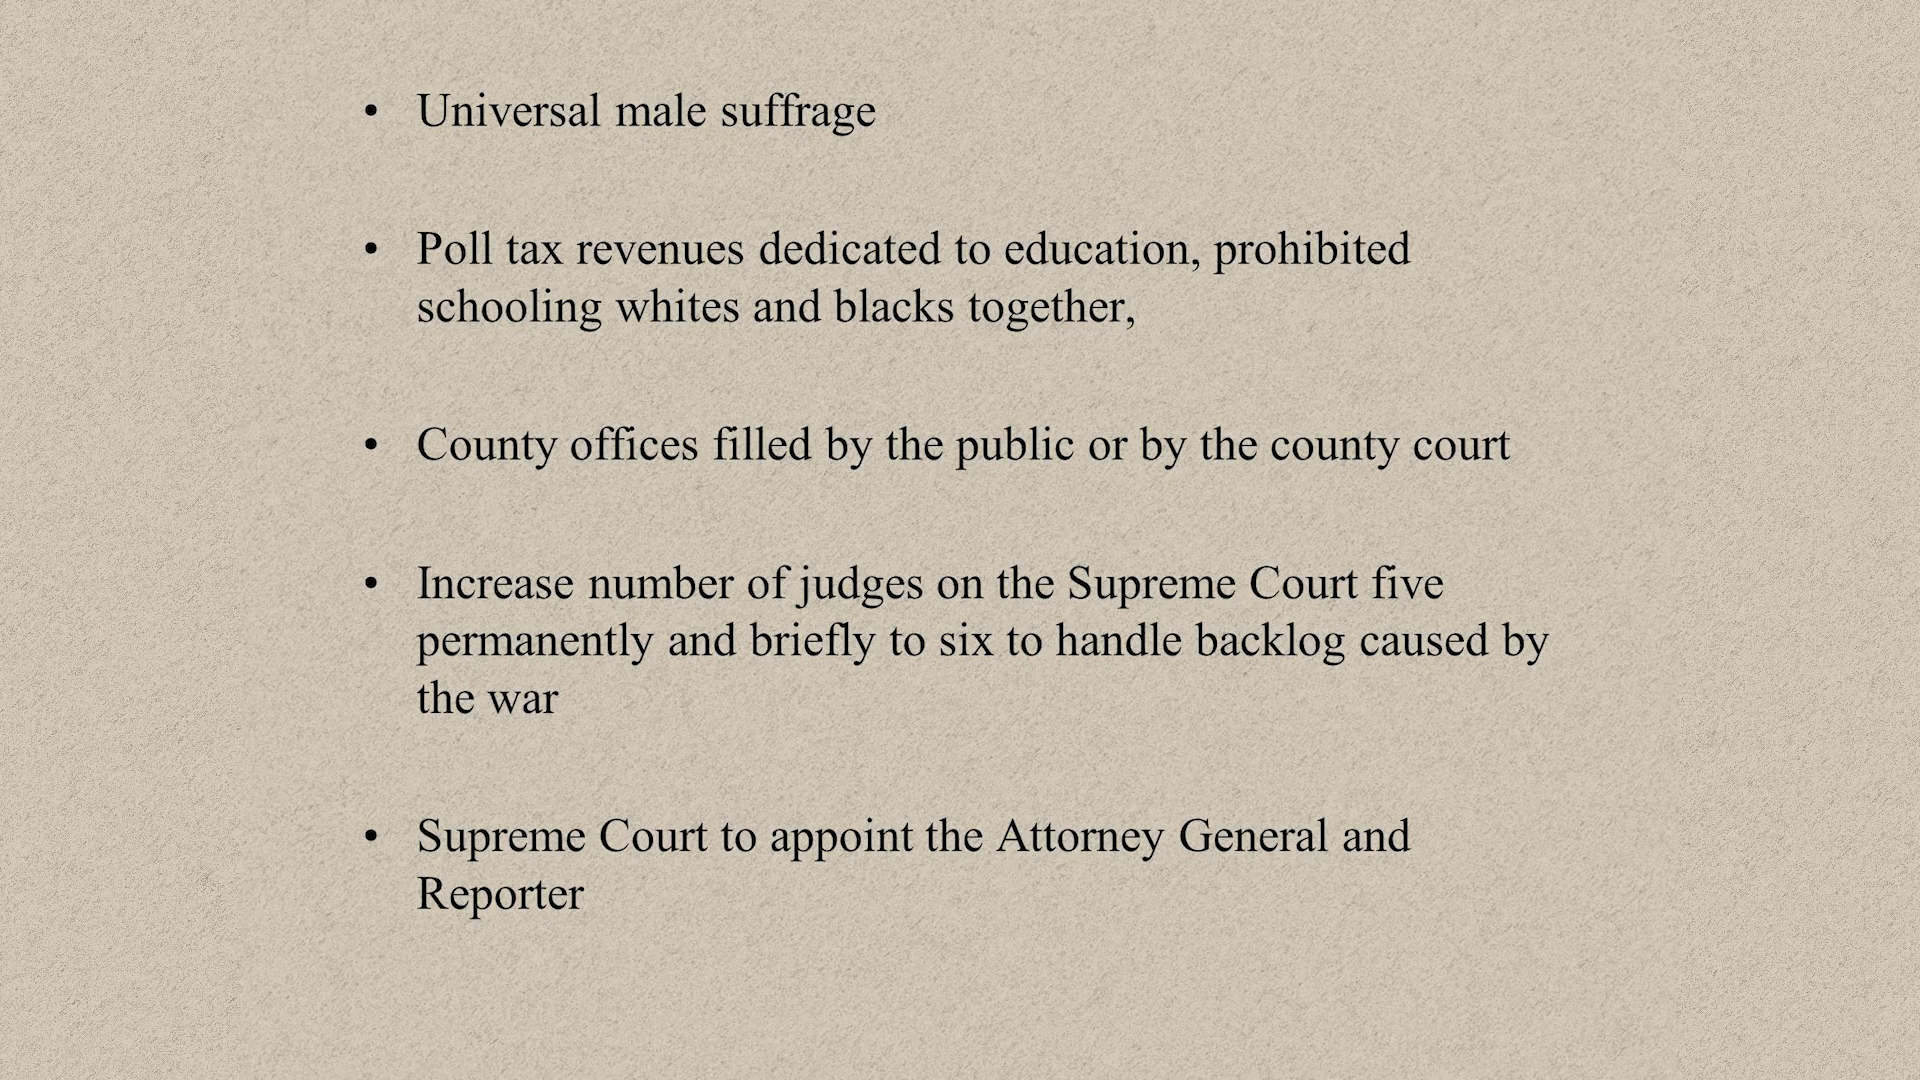 • Universal male suffrage
• Poll tax revenues dedicated to education, prohibited
schooling whites and blacks together,
• County offices filled by the public or by the county court
• Increase number of judges on the Supreme Court five
permanently and briefly to six to handle backlog caused by
the war
• Supreme Court to appoint the Attorney General and
Reporter